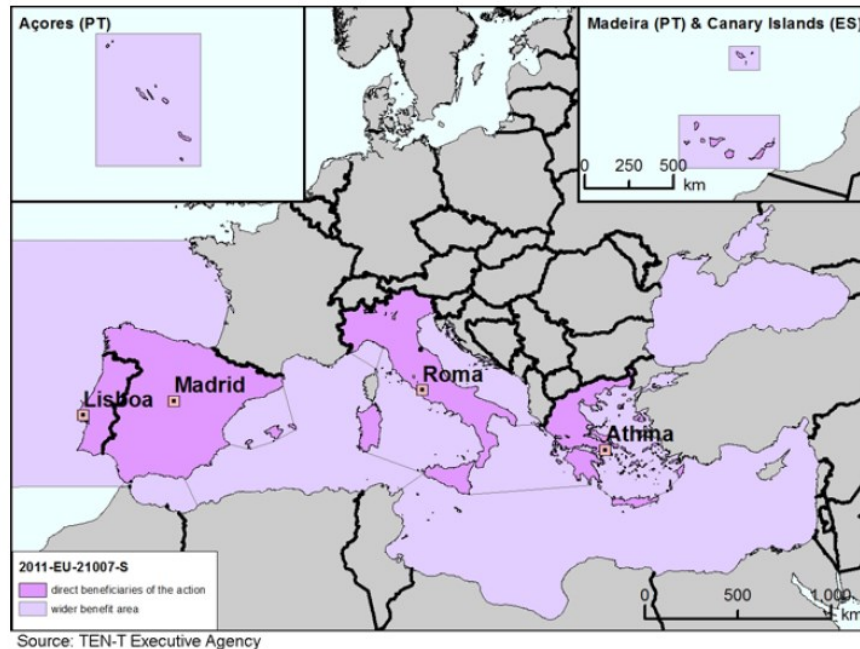 Açores (PT)
Madeira (PT) & Canary Islands (ES)
0 250 500
km
Lisboa
Madrid
Roma
Athina
2011-EU-21007-S
direct beneficiaries of the action
wider benefit area
0 500 1,000
km
Source: TEN-T Executive Agency